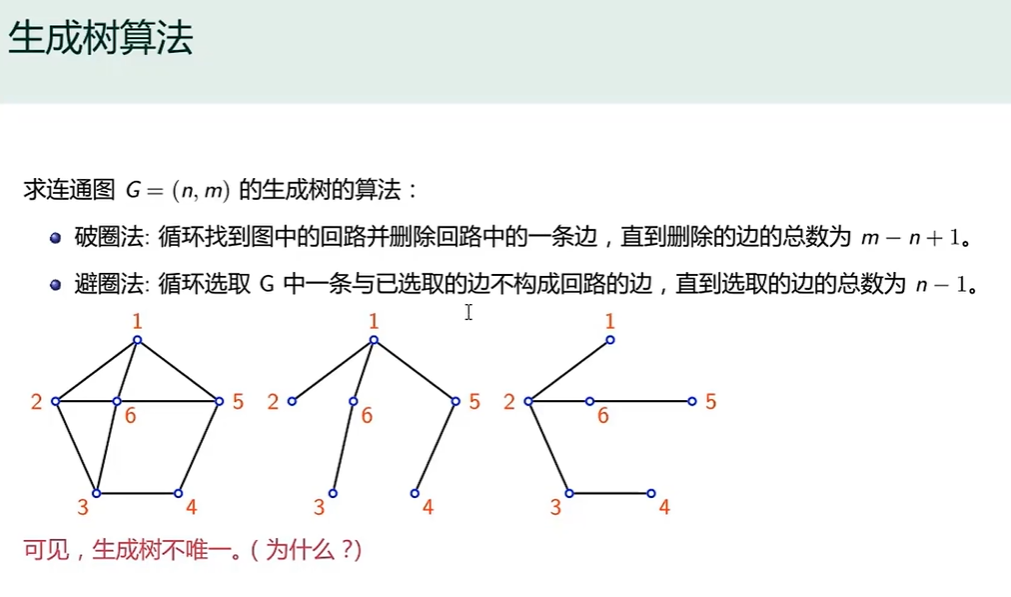 生成树算法
求连通图 G = (n, m) 的生成树的算法：
破圈法: 循环找到图中的回路并删除回路中的一条边，直到删除的边的总数为 m − n + 1。
避圈法: 循环选取 G 中一条与已选取的边不构成回路的边，直到选取的边的总数为 n − 1。
1 1 1
2 5 2 5 2 5
6 6 6
3 4 3 4 3 4
可见，生成树不唯一。( 为什么？)